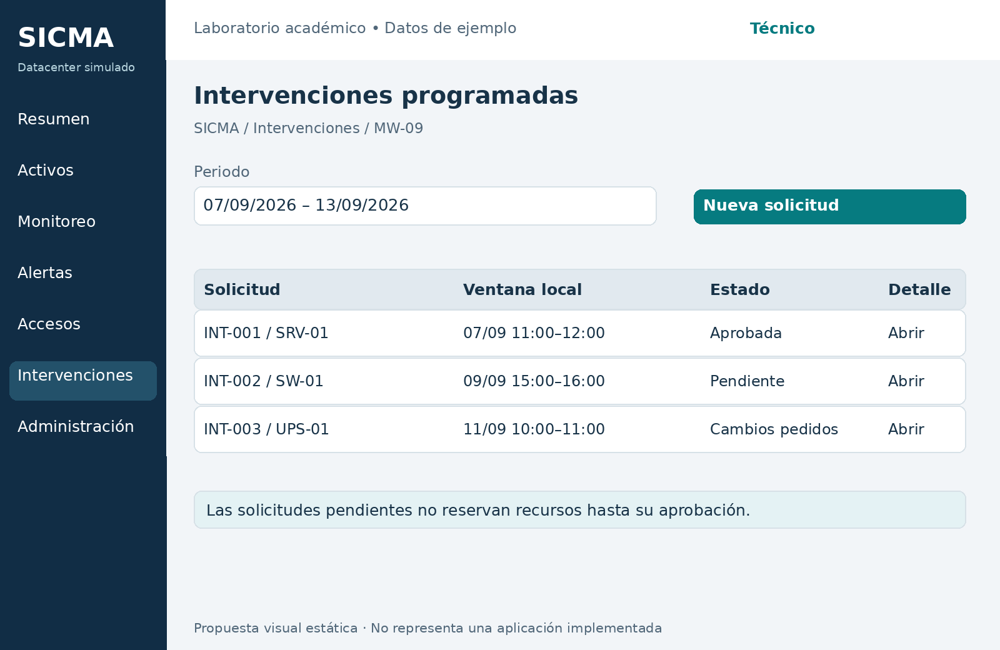 SICMA
Datacenter simulado
Resumen
Activos
Monitoreo
Alertas
Accesos
Intervenciones
Administración
Laboratorio académico • Datos de ejemplo
Técnico
Intervenciones programadas
SICMA / Intervenciones / MW-09
Periodo
07/09/2026 – 13/09/2026
Nueva solicitud
Solicitud Ventana local Estado Detalle
INT-001 / SRV-01 07/09 11:00–12:00 Aprobada Abrir
INT-002 / SW-01 09/09 15:00–16:00 Pendiente Abrir
INT-003 / UPS-01 11/09 10:00–11:00 Cambios pedidos Abrir
Las solicitudes pendientes no reservan recursos hasta su aprobación.
Propuesta visual estática · No representa una aplicación implementada